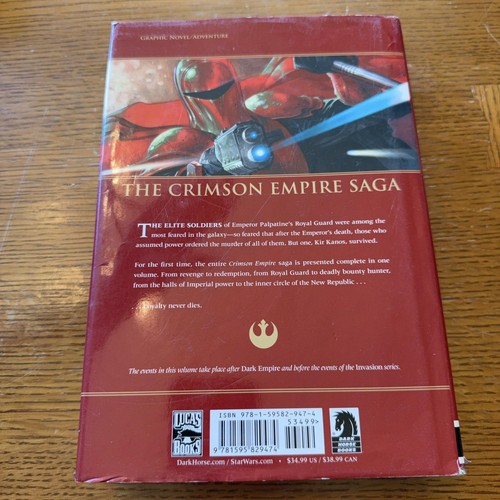 GRAPHIC NOVEL/ADVENTURE
THE CRIMSON EMPIRE SAGA
THE ELITE SOLDIERS of Emperor Palpatine's Royal Guard were among the
most feared in the galaxy—so feared that after the Emperor's death, those
who assumed power ordered the murder of all of them. But one, Kir Kanos, survived.
For the first time, the entire Crimson Empire saga is presented complete in one
volume. From revenge to redemption, from Royal Guard to deadly bounty hunter,
from the halls of Imperial power to the inner circle of the New Republic . . .
Loyalty never dies.
The events in this volume take place after Dark Empire and before the events of the Invasion series.
ISBN 978-1-59582-947-4
53499>
9 781595 829474
LUCAS
BOOKS
DARK
HORSE
BOOKS
DarkHorse.com / StarWars.com • $34.99 US / $38.99 CAN